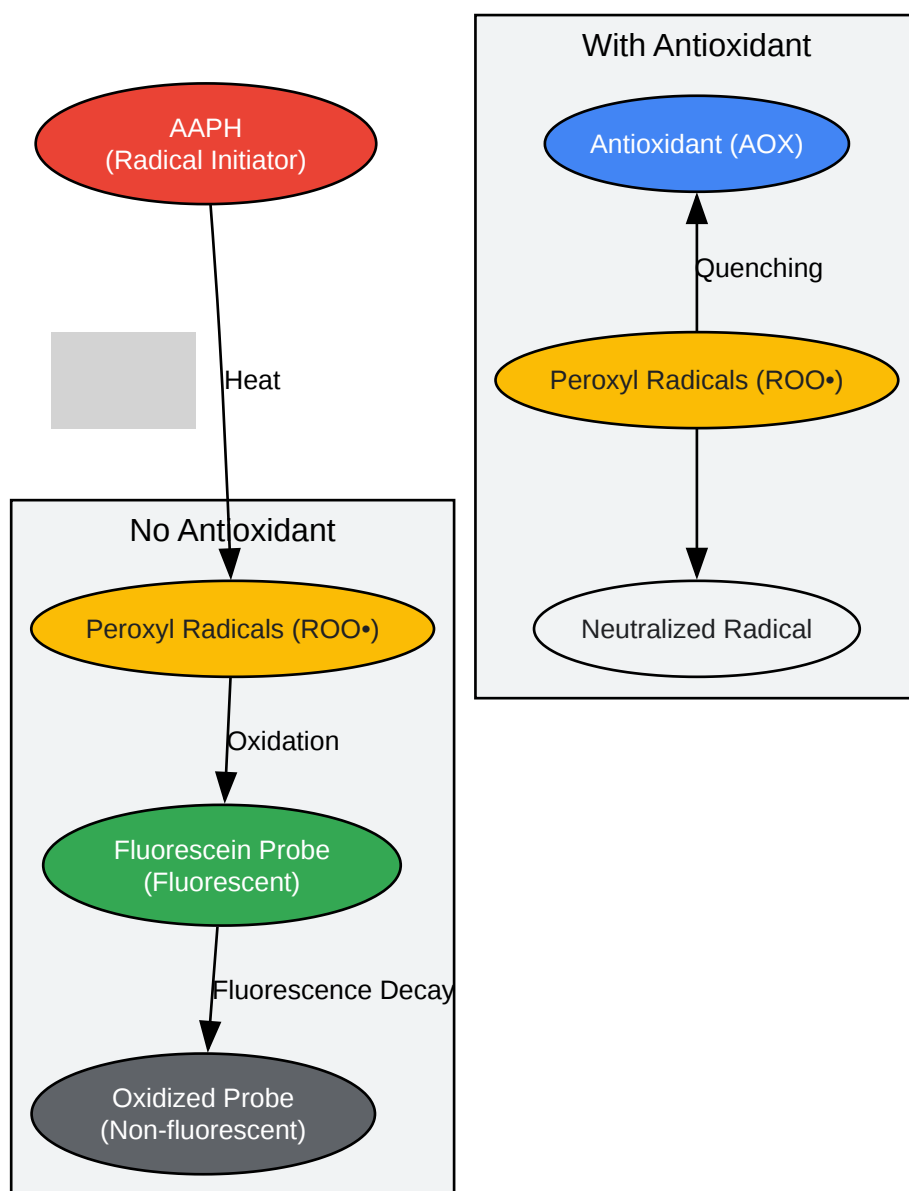 AAPH
(Radical Initiator)
Heat
No Antioxidant
Peroxyl Radicals (ROO•)
Oxidation
Fluorescein Probe
(Fluorescent)
Fluorescence Decay
Oxidized Probe
(Non-fluorescent)
With Antioxidant
Antioxidant (AOX)
Quenching
Peroxyl Radicals (ROO•)
Neutralized Radical